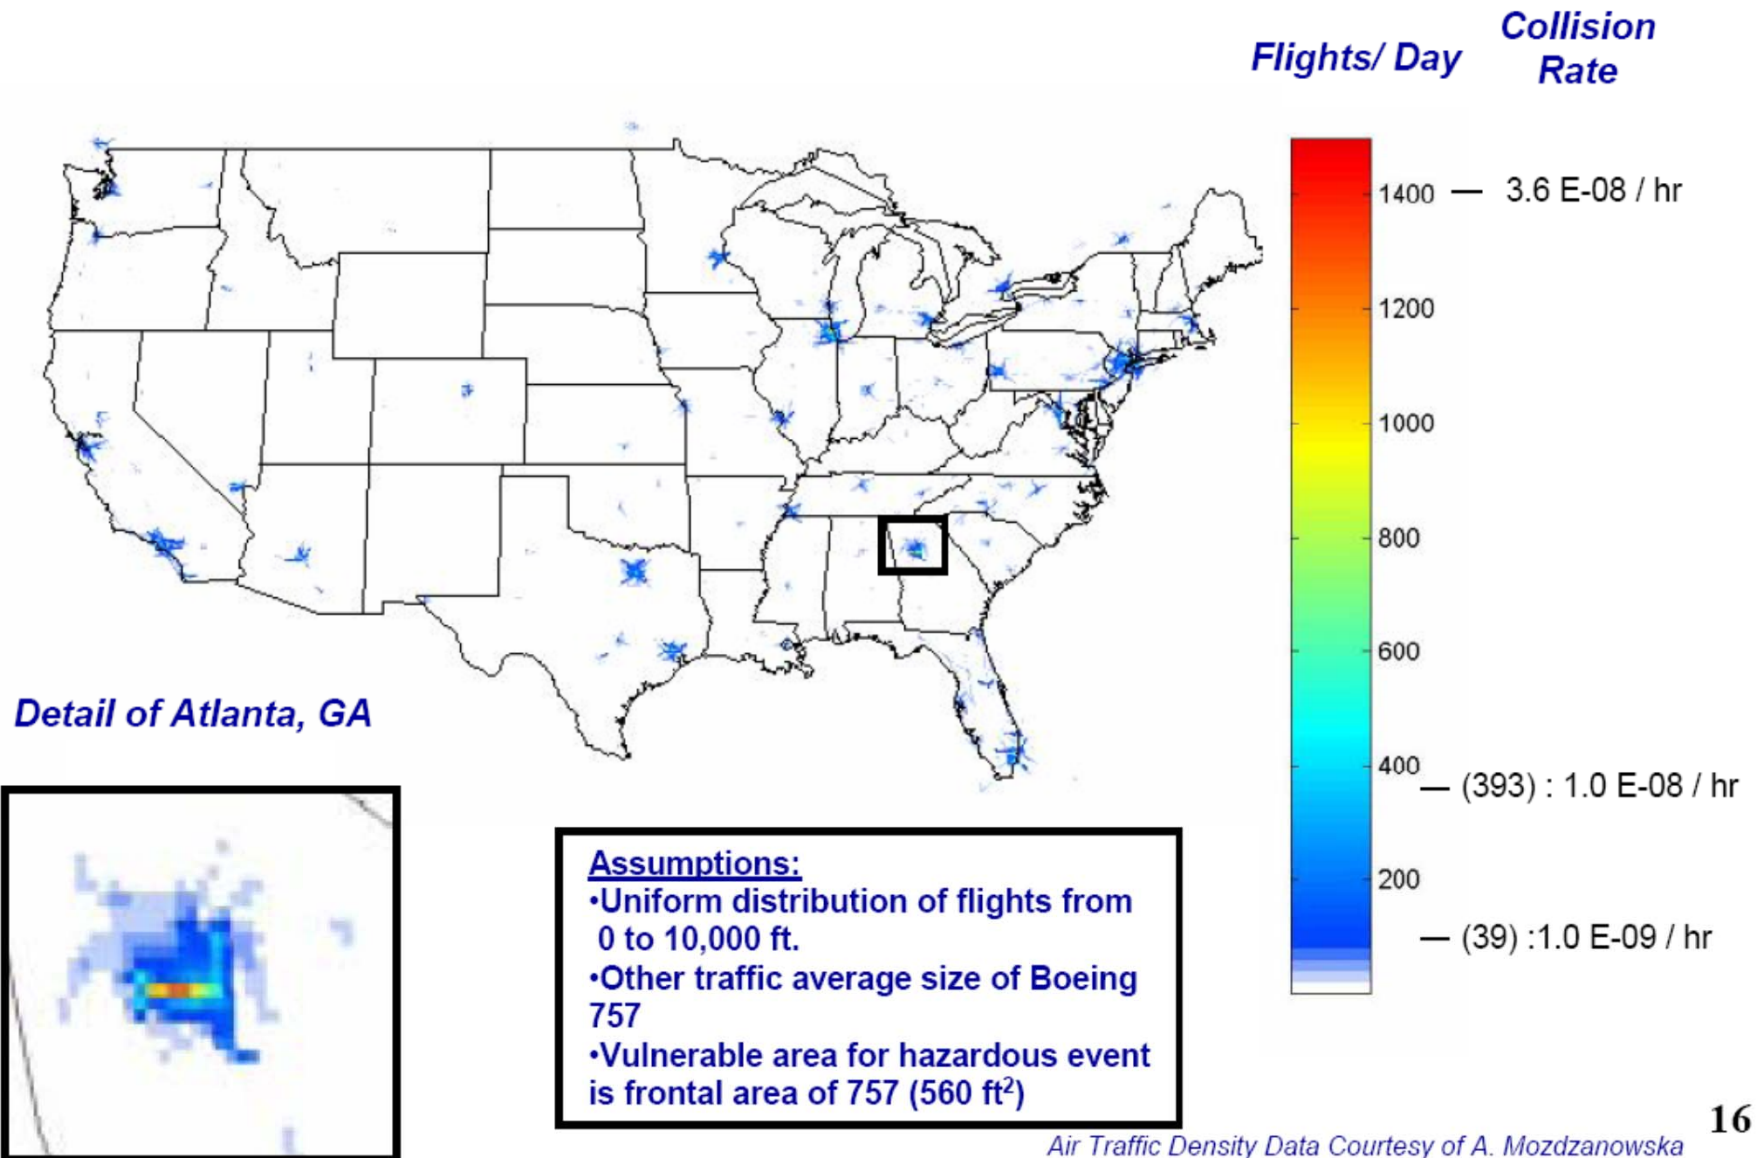 Flights/ Day
Collision
Rate
1400 — 3.6 E-08 / hr
1200
1000
800
600
400
— (393) : 1.0 E-08 / hr
200
— (39) :1.0 E-09 / hr
Detail of Atlanta, GA
Assumptions:
•Uniform distribution of flights from
0 to 10,000 ft.
•Other traffic average size of Boeing
757
•Vulnerable area for hazardous event
is frontal area of 757 (560 ft²)
16
Air Traffic Density Data Courtesy of A. Mozdzanowska